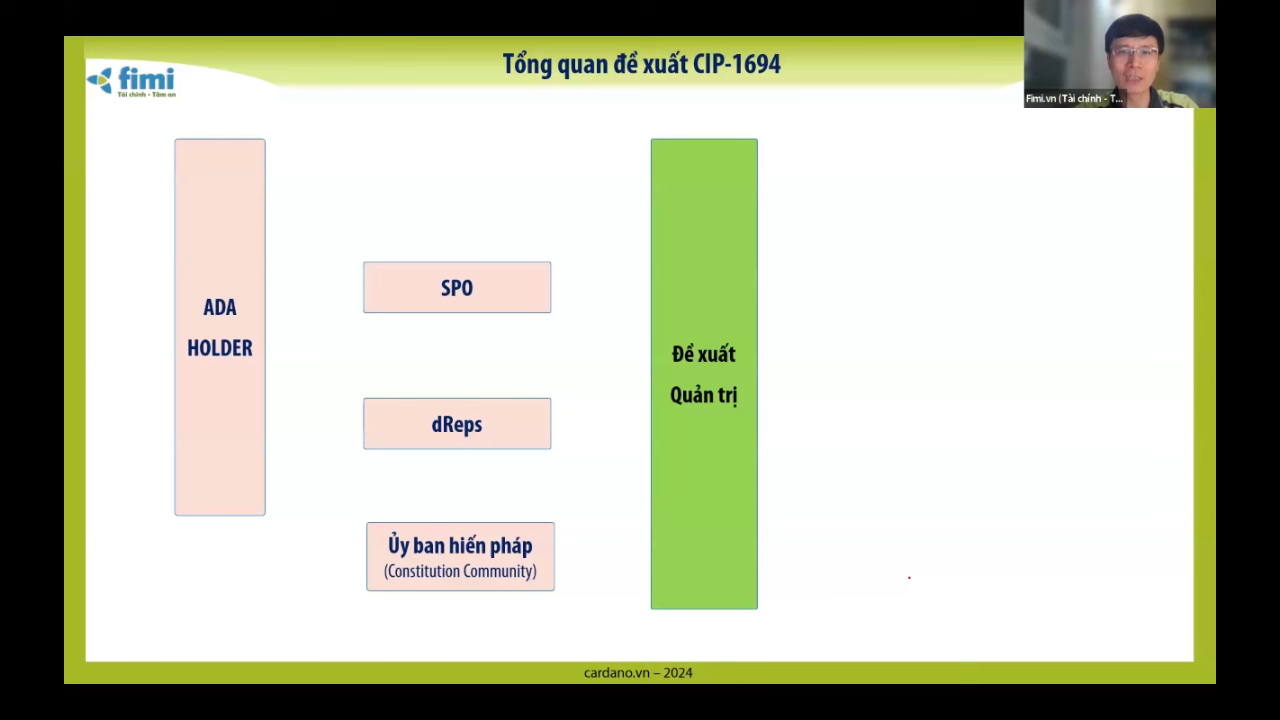 Tổng quan đề xuất CIP-1694
fimi
Tài chính - Tâm an
Fimi.vn (Tài chính - T...
ADA
HOLDER
SPO
dReps
Ủy ban hiến pháp
(Constitution Community)
Đề xuất
Quản trị
cardano.vn – 2024